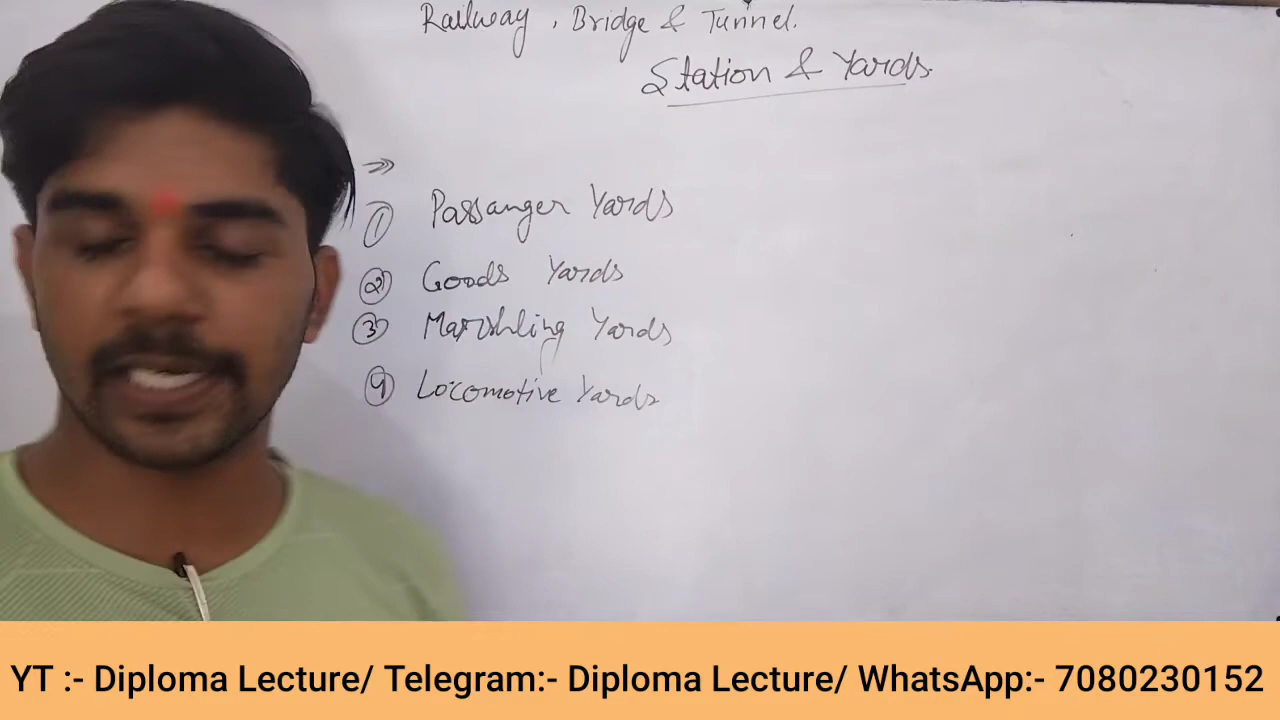 Railway, Bridge & Tunnel.
Station & Yards.
① Passanger Yards
② Goods Yards
③ Marshling Yards
④ Locomotive Yards
YT :- Diploma Lecture/ Telegram:- Diploma Lecture/ WhatsApp:- 7080230152